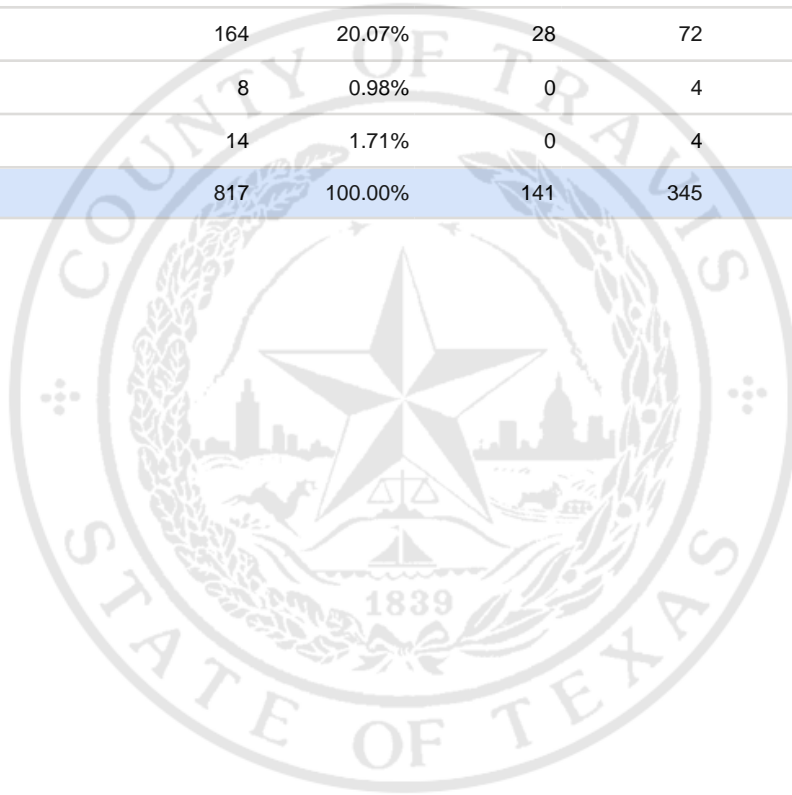 164 20.07% 28 72
8 0.98% 0 4
14 1.71% 0 4
817 100.00% 141 345
COUNTY OF TRAVIS
1839
STATE OF TEXAS